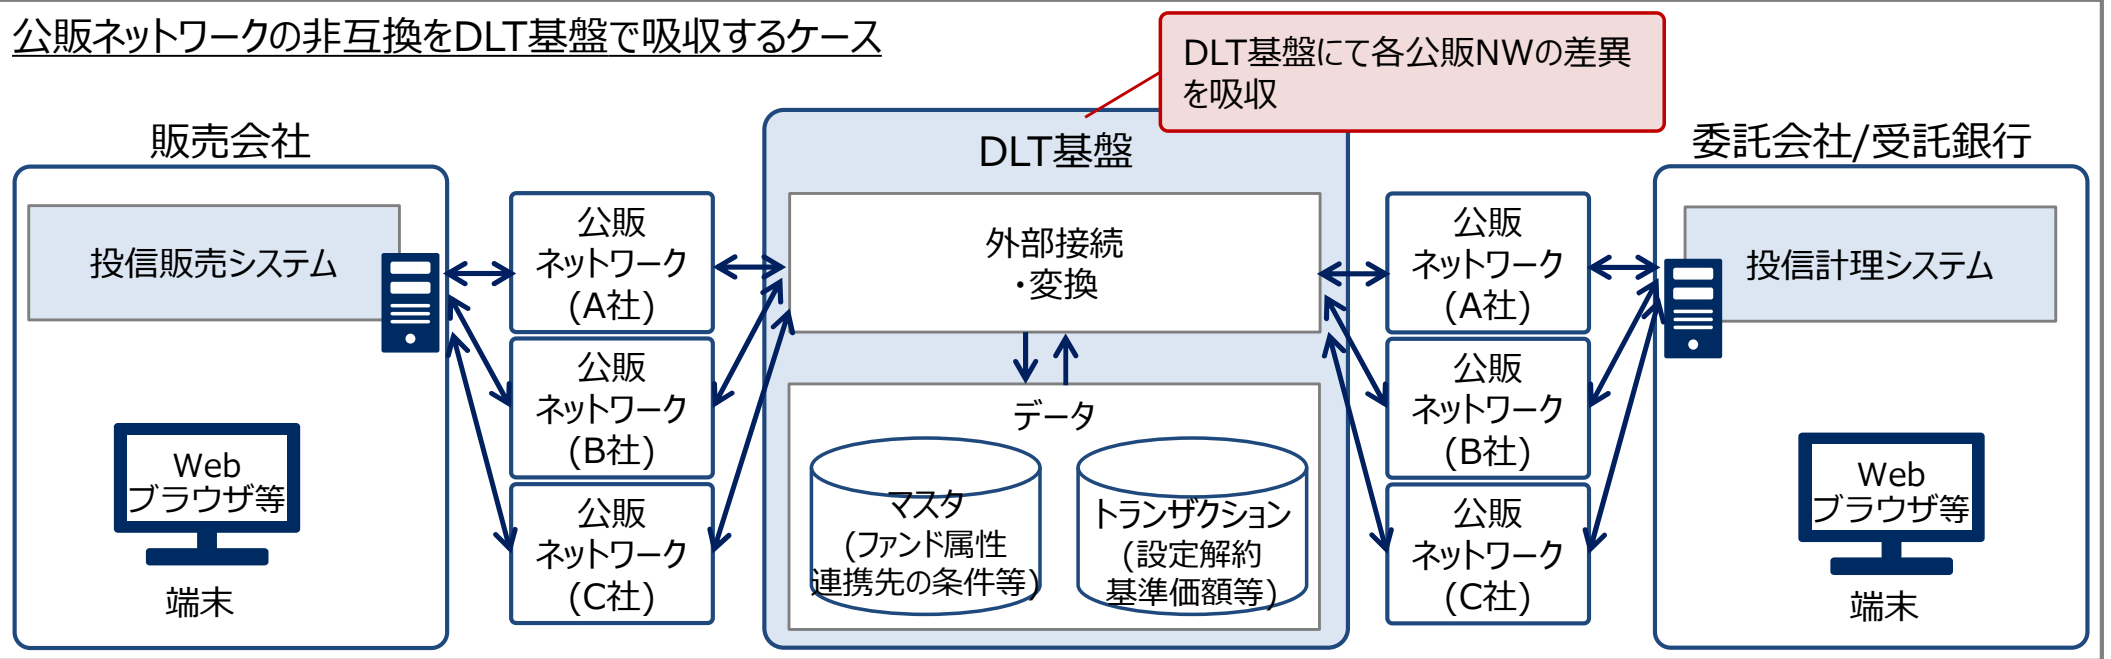 公販ネットワークの非互換をDLT基盤で吸収するケース
DLT基盤にて各公販NWの差異
を吸収
販売会社
投信販売システム
Web
ブラウザ等
端末
公販
ネットワーク
(A社)
公販
ネットワーク
(B社)
公販
ネットワーク
(C社)
DLT基盤
外部接続
・変換
データ
マスタ
(ファンド属性
連携先の条件等)
トランザクション
(設定解約
基準価額等)
公販
ネットワーク
(A社)
公販
ネットワーク
(B社)
公販
ネットワーク
(C社)
委託会社/受託銀行
投信計理システム
Web
ブラウザ等
端末